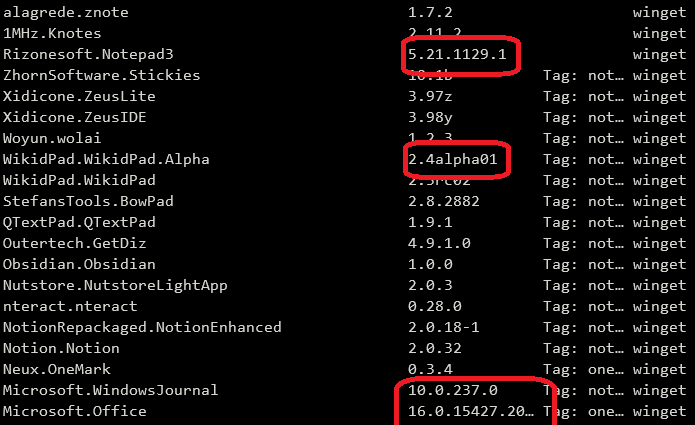 alagrede.znote 1.7.2 winget
1MHz.Knotes 2.11.2 winget
Rizonesoft.Notepad3 5.21.1129.1 winget
ZhornSoftware.Stickies 10.1b Tag: not… winget
Xidicone.ZeusLite 3.97z Tag: not… winget
Xidicone.ZeusIDE 3.98y Tag: not… winget
Woyun.wolai 1.2.3 Tag: not… winget
WikidPad.WikidPad.Alpha 2.4alpha01 Tag: not… winget
WikidPad.WikidPad 2.3rc02 Tag: not… winget
StefansTools.BowPad 2.8.2882 Tag: not… winget
QTextPad.QTextPad 1.9.1 Tag: not… winget
Outertech.GetDiz 4.9.1.0 Tag: not… winget
Obsidian.Obsidian 1.0.0 Tag: not… winget
Nutstore.NutstoreLightApp 2.0.3 Tag: not… winget
nteract.nteract 0.28.0 Tag: not… winget
NotionRepackaged.NotionEnhanced 2.0.18-1 Tag: not… winget
Notion.Notion 2.0.32 Tag: not… winget
Neux.OneMark 0.3.4 Tag: one… winget
Microsoft.WindowsJournal 10.0.237.0 Tag: not… winget
Microsoft.Office 16.0.15427.20… Tag: one… winget